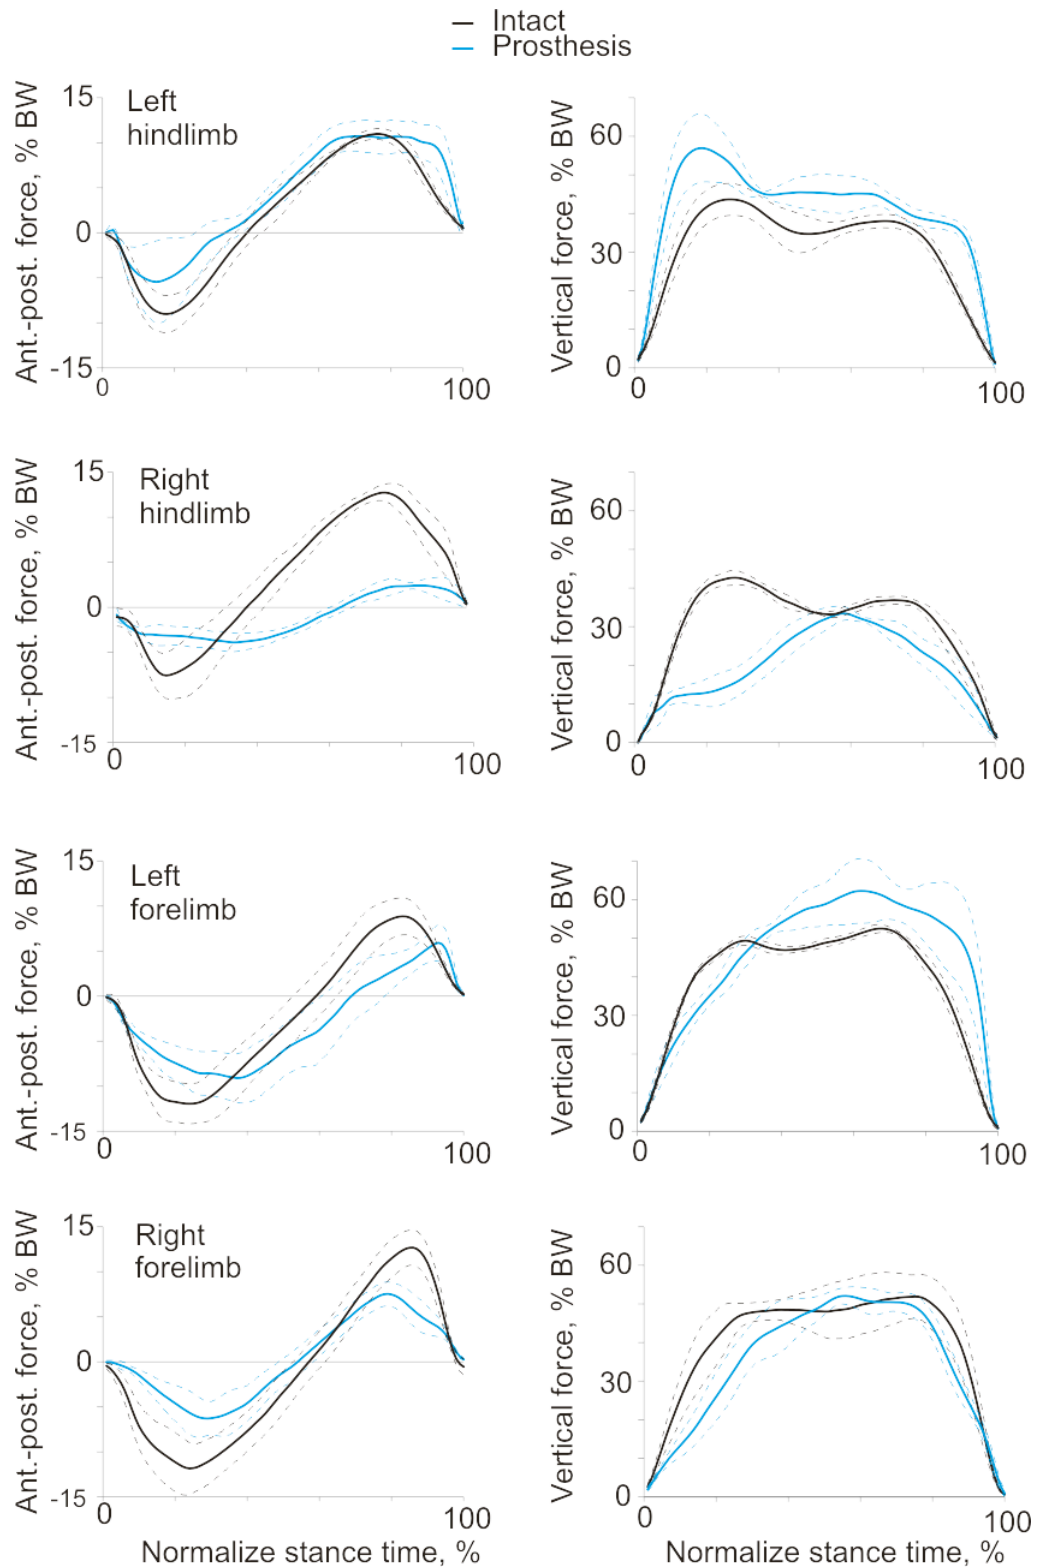 Intact
Prosthesis
15
Left
hindlimb
0
-15
0
100
Ant.-post. force, % BW
60
30
0
0
100
Vertical force, % BW
15
Right
hindlimb
0
-15
0
100
Ant.-post. force, % BW
60
30
0
0
100
Vertical force, % BW
15
Left
forelimb
0
-15
0
100
Ant.-post. force, % BW
60
30
0
0
100
Vertical force, % BW
15
Right
forelimb
0
-15
0
100
Ant.-post. force, % BW
Normalize stance time, %
60
30
0
0
100
Vertical force, % BW
Normalize stance time, %